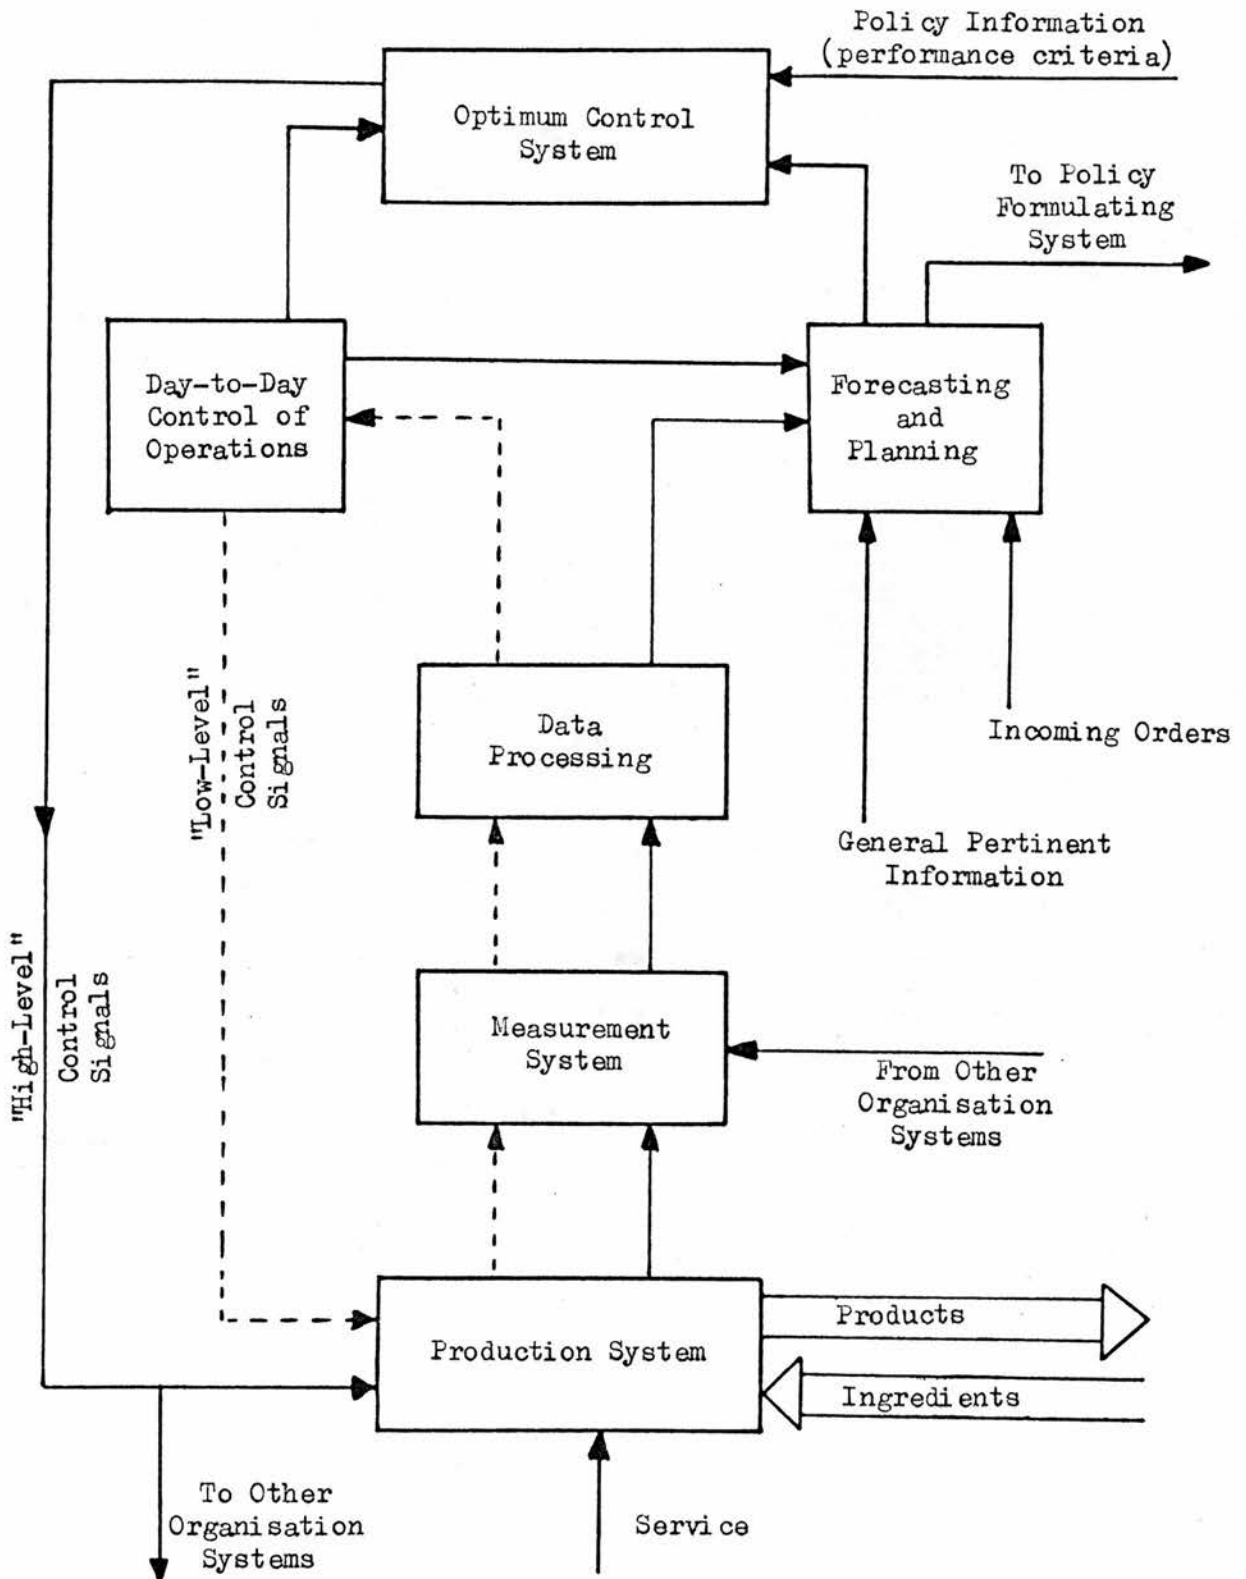 Policy Information
(performance criteria)
Optimum Control
System
To Policy
Formulating
System
Day-to-Day
Control of
Operations
Forecasting
and
Planning
"Low-Level"
Control
Signals
Data
Processing
Incoming Orders
General Pertinent
Information
"High-Level"
Control
Signals
Measurement
System
From Other
Organisation
Systems
Production System
Products
Ingredients
To Other
Organisation
Systems
Service